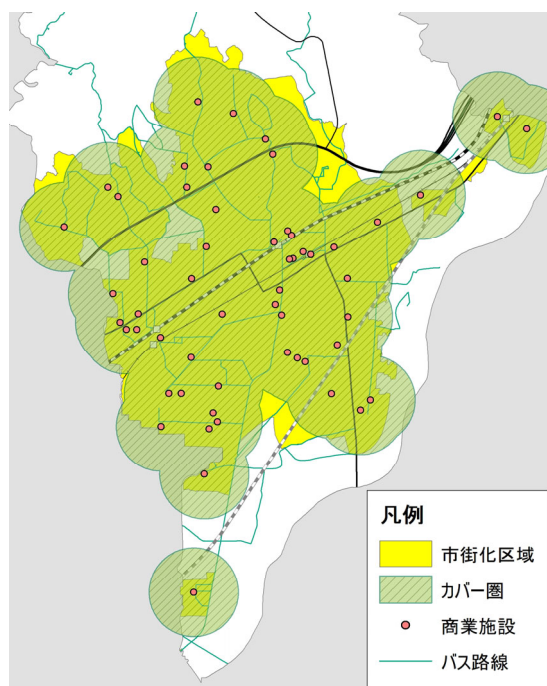 凡例
市街化区域
カバー圏
商業施設
バス路線